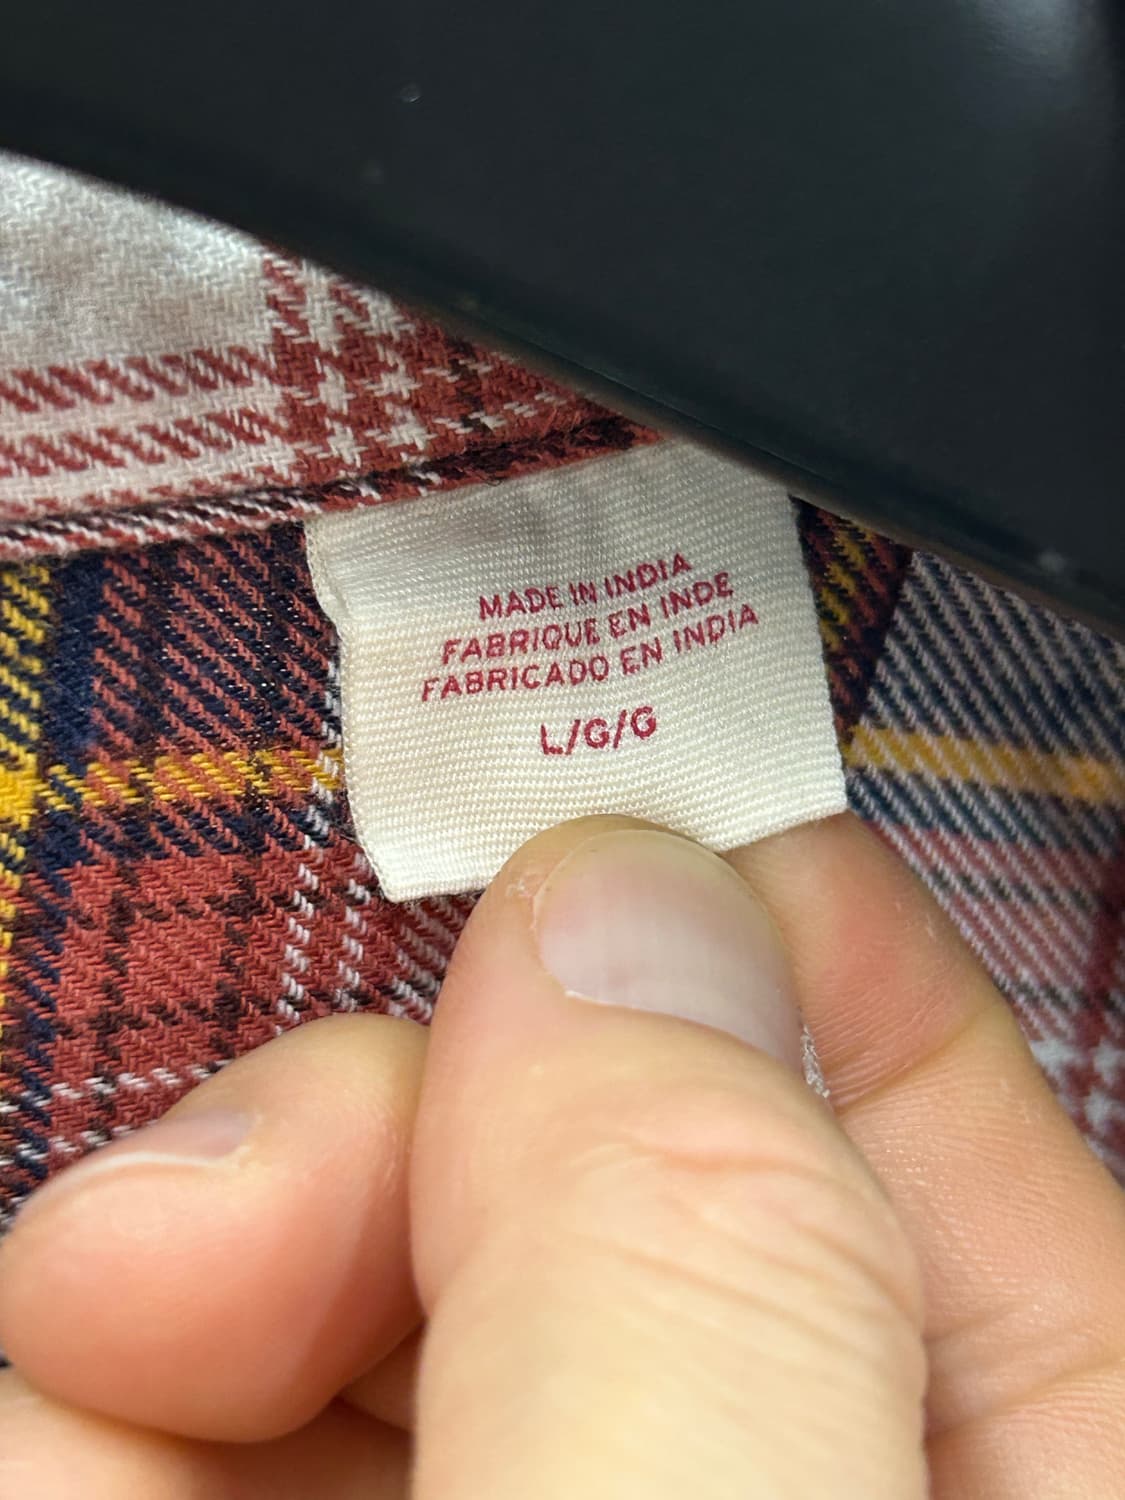 MADE IN INDIA
FABRIQUE EN INDE
FABRICADO EN INDIA
L/G/G